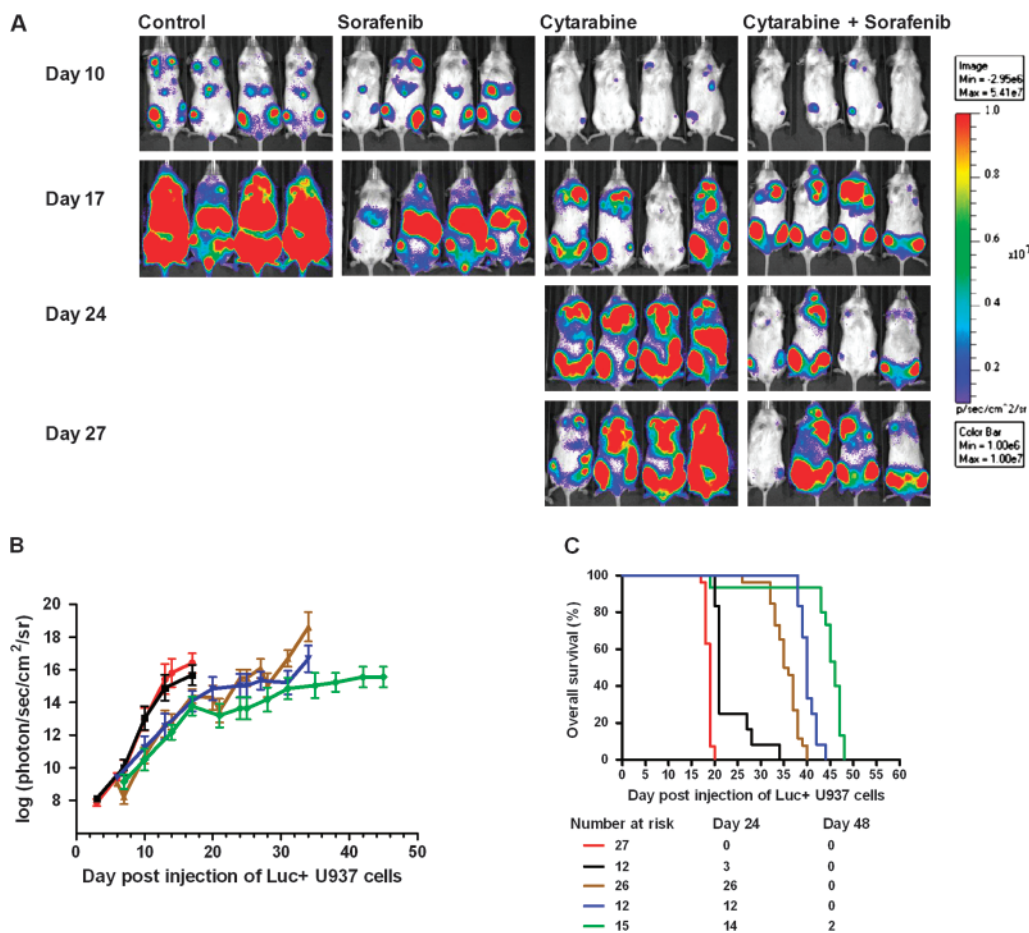 A
Control Sorafenib Cytarabine Cytarabine + Sorafenib
Day 10
Day 17
Day 24
Day 27
Image
Min = -2.95e6
Max = 5.41e7
1.0
0.8
0.6
x10
0.4
0.2
p/sec/cm^2/sr
Color Bar
Min = 1.00e6
Max = 1.00e7
B
log (photon/sec/cm2/sr)
20
18
16
14
12
10
8
0 10 20 30 40 50
Day post injection of Luc+ U937 cells
C
Overall survival (%)
100
80
60
40
20
0
0 5 10 15 20 25 30 35 40 45 50 55 60
Day post injection of Luc+ U937 cells
Number at risk Day 24 Day 48
27 0 0
12 3 0
26 26 0
12 12 0
15 14 2